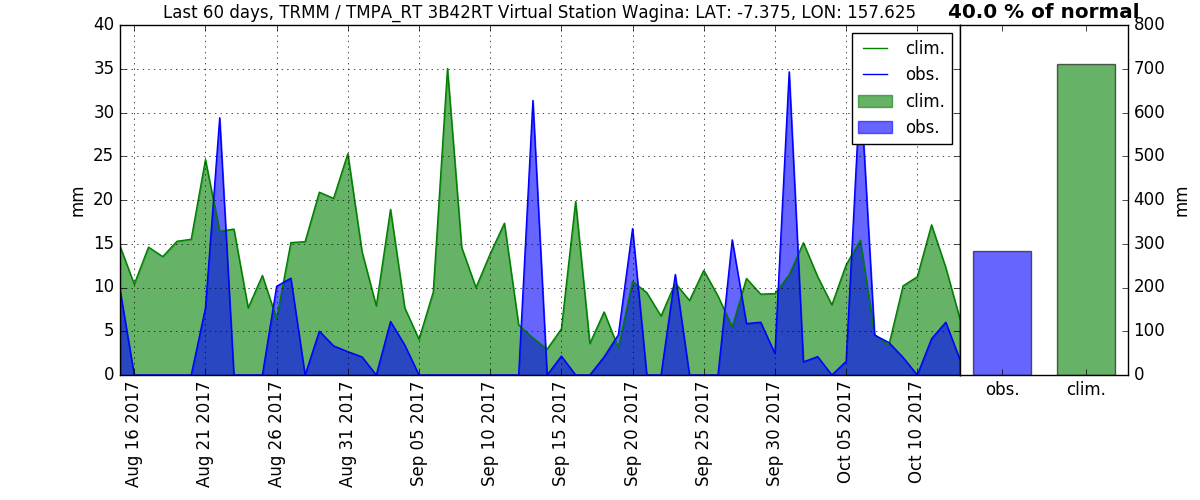 Last 60 days, TRMM / TMPA_RT 3B42RT Virtual Station Wagina: LAT: -7.375, LON: 157.625
40.0 % of normal
40
35
30
25
20
15
10
5
0
mm
clim.
obs.
clim.
obs.
Aug 16 2017
Aug 21 2017
Aug 26 2017
Aug 31 2017
Sep 05 2017
Sep 10 2017
Sep 15 2017
Sep 20 2017
Sep 25 2017
Sep 30 2017
Oct 05 2017
Oct 10 2017
800
700
600
500
400
300
200
100
0
mm
obs.
clim.